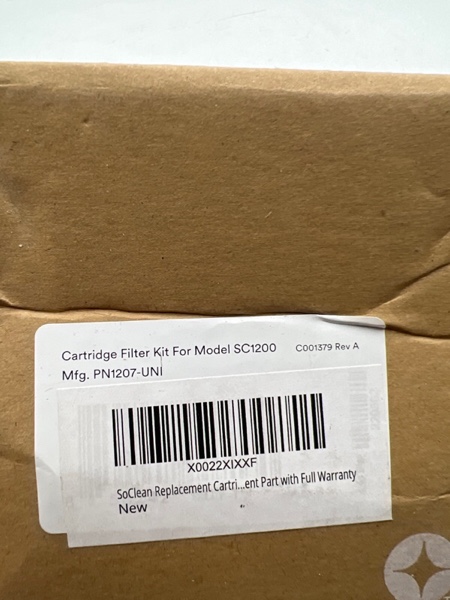 Cartridge Filter Kit For Model SC1200 C001379 Rev A
Mfg. PN1207-UNI
X0022XIXXF
SoClean Replacement Cartri...ent Part with Full Warranty
New